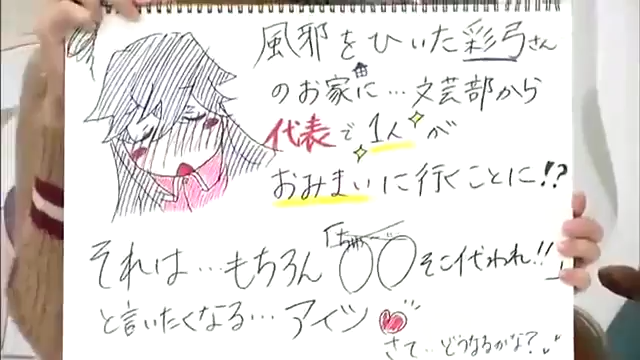 風邪をひいた彩弓さん
のお家に…文芸部から
代表で1人が
おみまいに行くことに!?
それは…もちろん「ちょ〜〇〇そこ代われ!!」
と言いたくなる…アイツ
さて…どうなるかな?